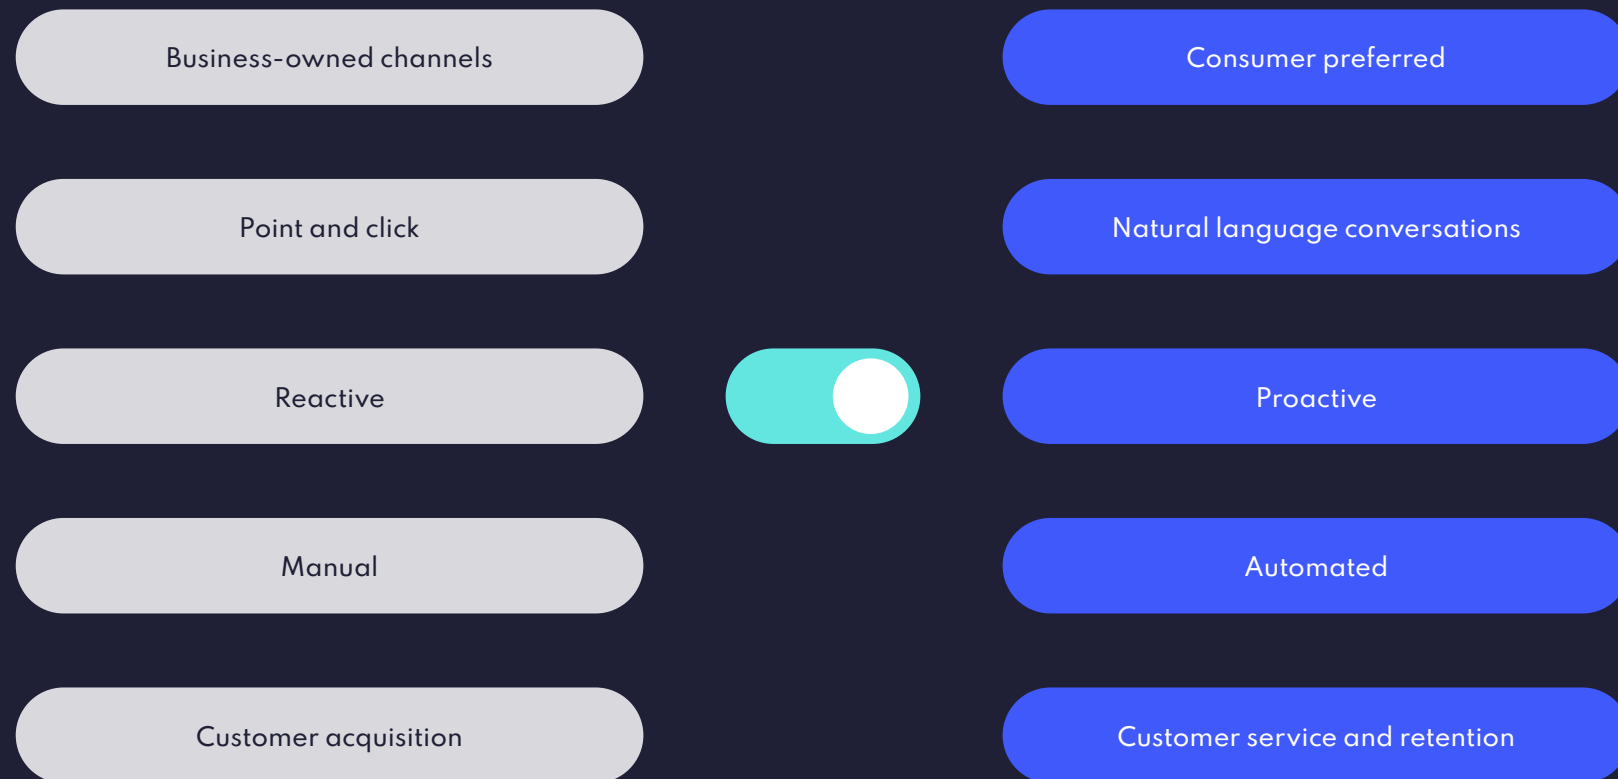 Business-owned channels
Consumer preferred
Point and click
Natural language conversations
Reactive
Proactive
Manual
Automated
Customer acquisition
Customer service and retention